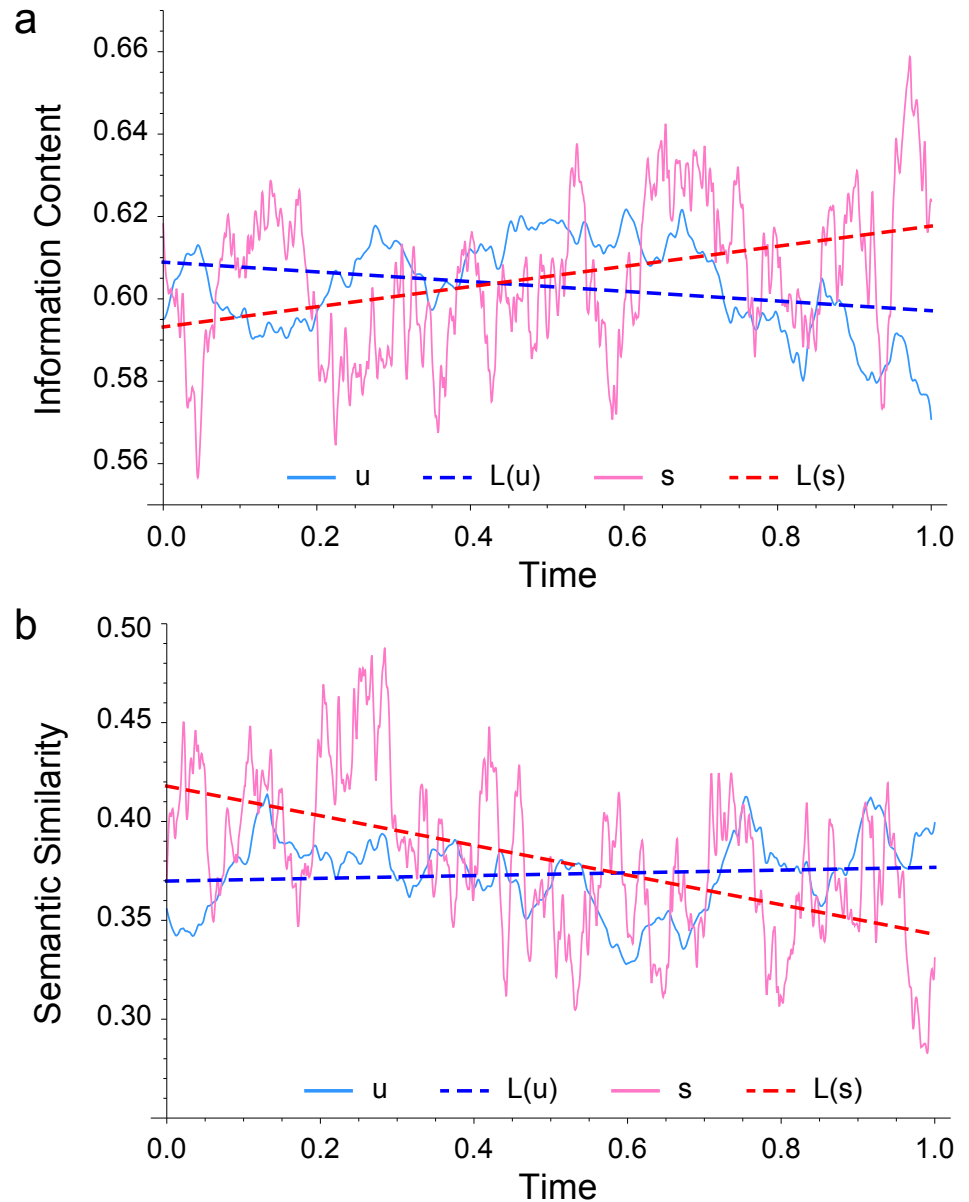 a
0.66
0.64
0.62
0.60
0.58
0.56
Information Content
u L(u) s L(s)
0.0 0.2 0.4 0.6 0.8 1.0
Time
b
0.50
0.45
0.40
0.35
0.30
Semantic Similarity
u L(u) s L(s)
0.0 0.2 0.4 0.6 0.8 1.0
Time